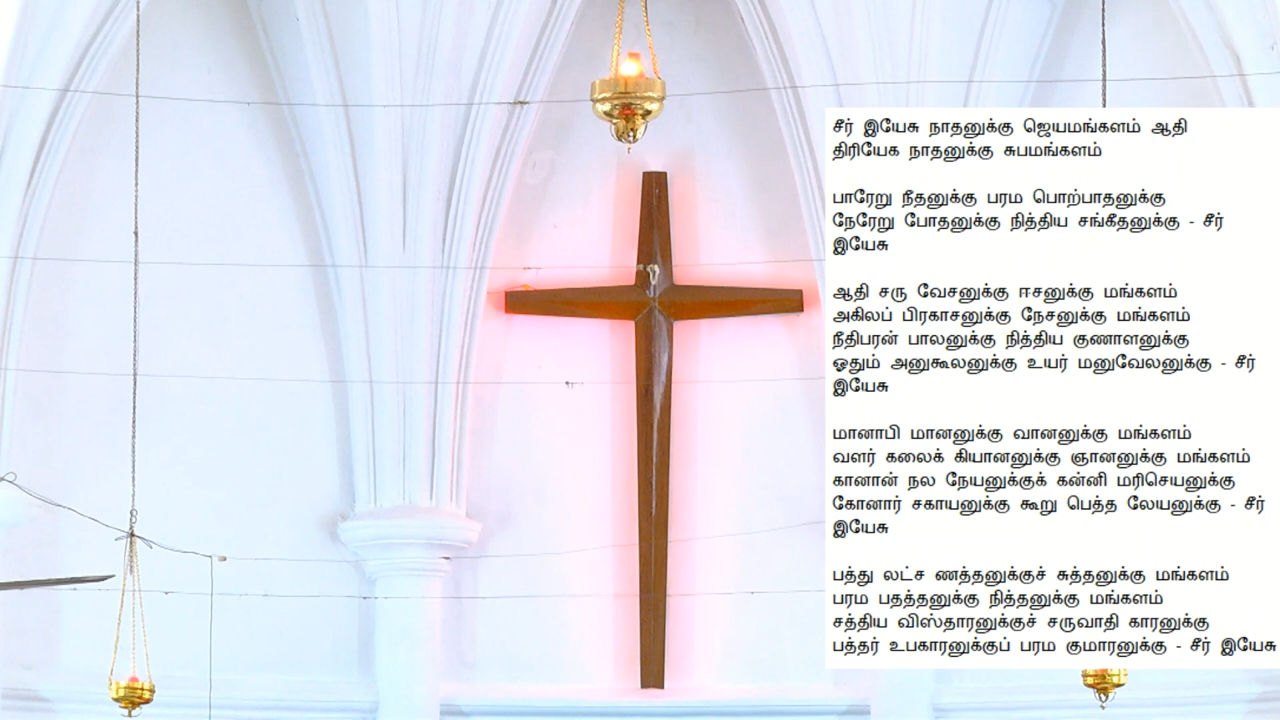 சீர் இயேசு நாதனுக்கு ஜெயமங்களம் ஆதி
திரியேக நாதனுக்கு சுபமங்களம்
பாரேறு நீதனுக்கு பரம பொற்பாதனுக்கு
நேரேறு போதனுக்கு நித்திய சங்கீதனுக்கு - சீர்
இயேசு
ஆதி சரு வேசனுக்கு ஈசனுக்கு மங்களம்
அகிலப் பிரகாசனுக்கு நேசனுக்கு மங்களம்
நீதிபரன் பாலனுக்கு நித்திய குணாளனுக்கு
ஓதும் அனுகூலனுக்கு உயர் மனுவேலனுக்கு - சீர்
இயேசு
மானாபி மானனுக்கு வானனுக்கு மங்களம்
வளர் கலைக் கியானனுக்கு ஞானனுக்கு மங்களம்
கானான் நல நேயனுக்குக் கன்னி மரிசெயனுக்கு
கோனார் சகாயனுக்கு கூறு பெத்த லேயனுக்கு - சீர்
இயேசு
பத்து லட்ச ணத்தனுக்குச் சுத்தனுக்கு மங்களம்
பரம பதத்தனுக்கு நித்தனுக்கு மங்களம்
சத்திய விஸ்தாரனுக்குச் சருவாதி காரனுக்கு
பத்தர் உபகாரனுக்குப் பரம குமாரனுக்கு - சீர் இயேசு